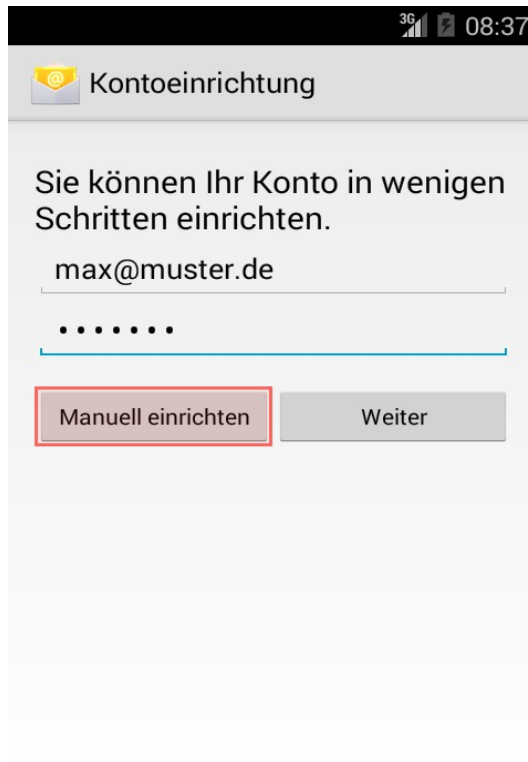 3G 08:37
Kontoeinrichtung
Sie können Ihr Konto in wenigen
Schritten einrichten.
max@muster.de
•••••••
Manuell einrichten Weiter